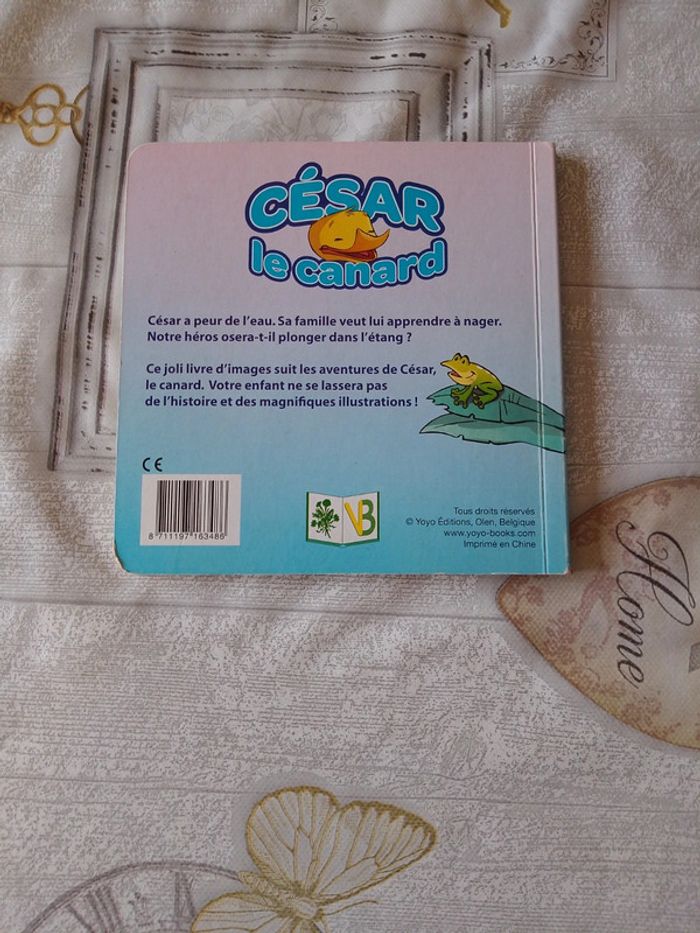 CÉSAR
le canard
César a peur de l'eau. Sa famille veut lui apprendre à nager.
Notre héros osera-t-il plonger dans l'étang ?
Ce joli livre d'images suit les aventures de César,
le canard. Votre enfant ne se lassera pas
de l'histoire et des magnifiques illustrations !
CE
8 711197 163486
VB
Tous droits réservés
© Yoyo Éditions, Olen, Belgique
www.yoyo-books.com
Imprimé en Chine
Home